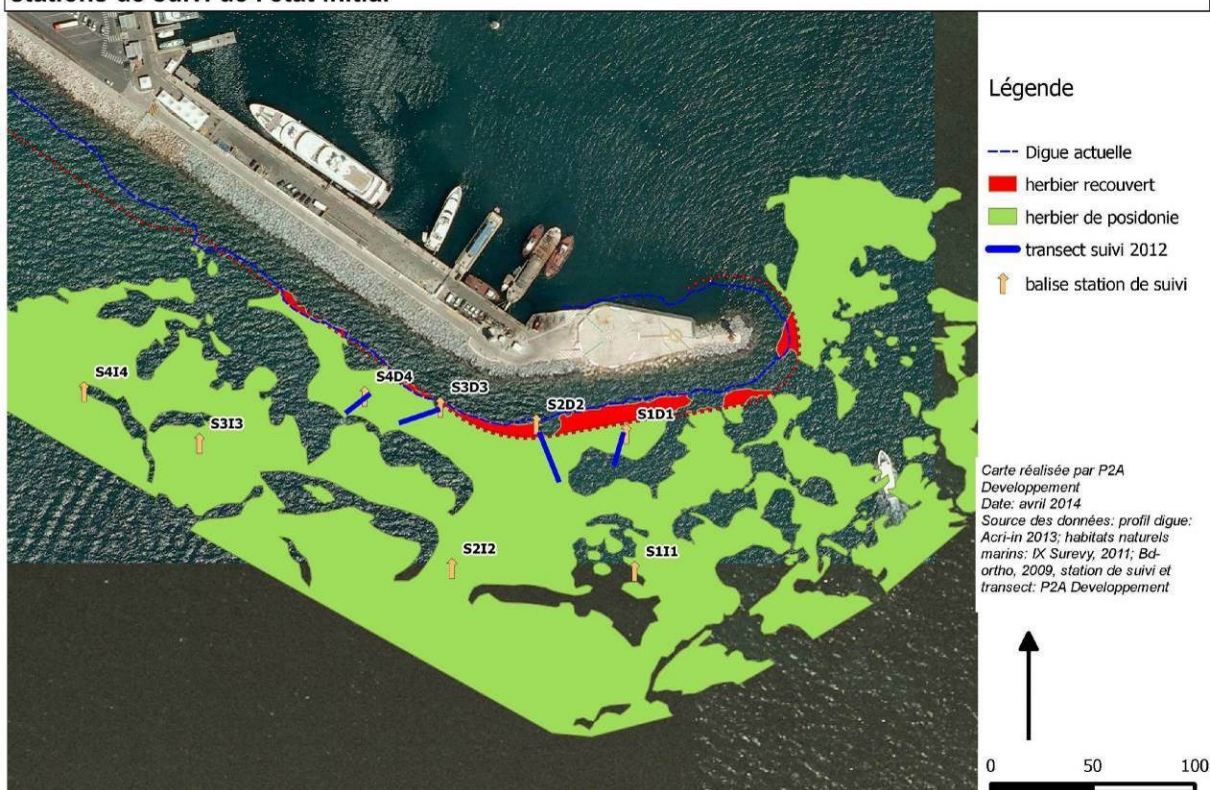 stations de suivi de l'état initial
Légende
Digue actuelle
herbier recouvert
herbier de posidonie
transect suivi 2012
balise station de suivi
S4D4
S3D3
S4I4
S2D2
S1D1
S3I3
S2I2
S1I1
Carte réalisée par P2A
Developpement
Date: avril 2014
Source des données: profil digue:
Acri-in 2013; habitats naturels
marins: IX Surevy, 2011; Bd-
ortho, 2009, station de suivi et
transect: P2A Developpement
0 50 100